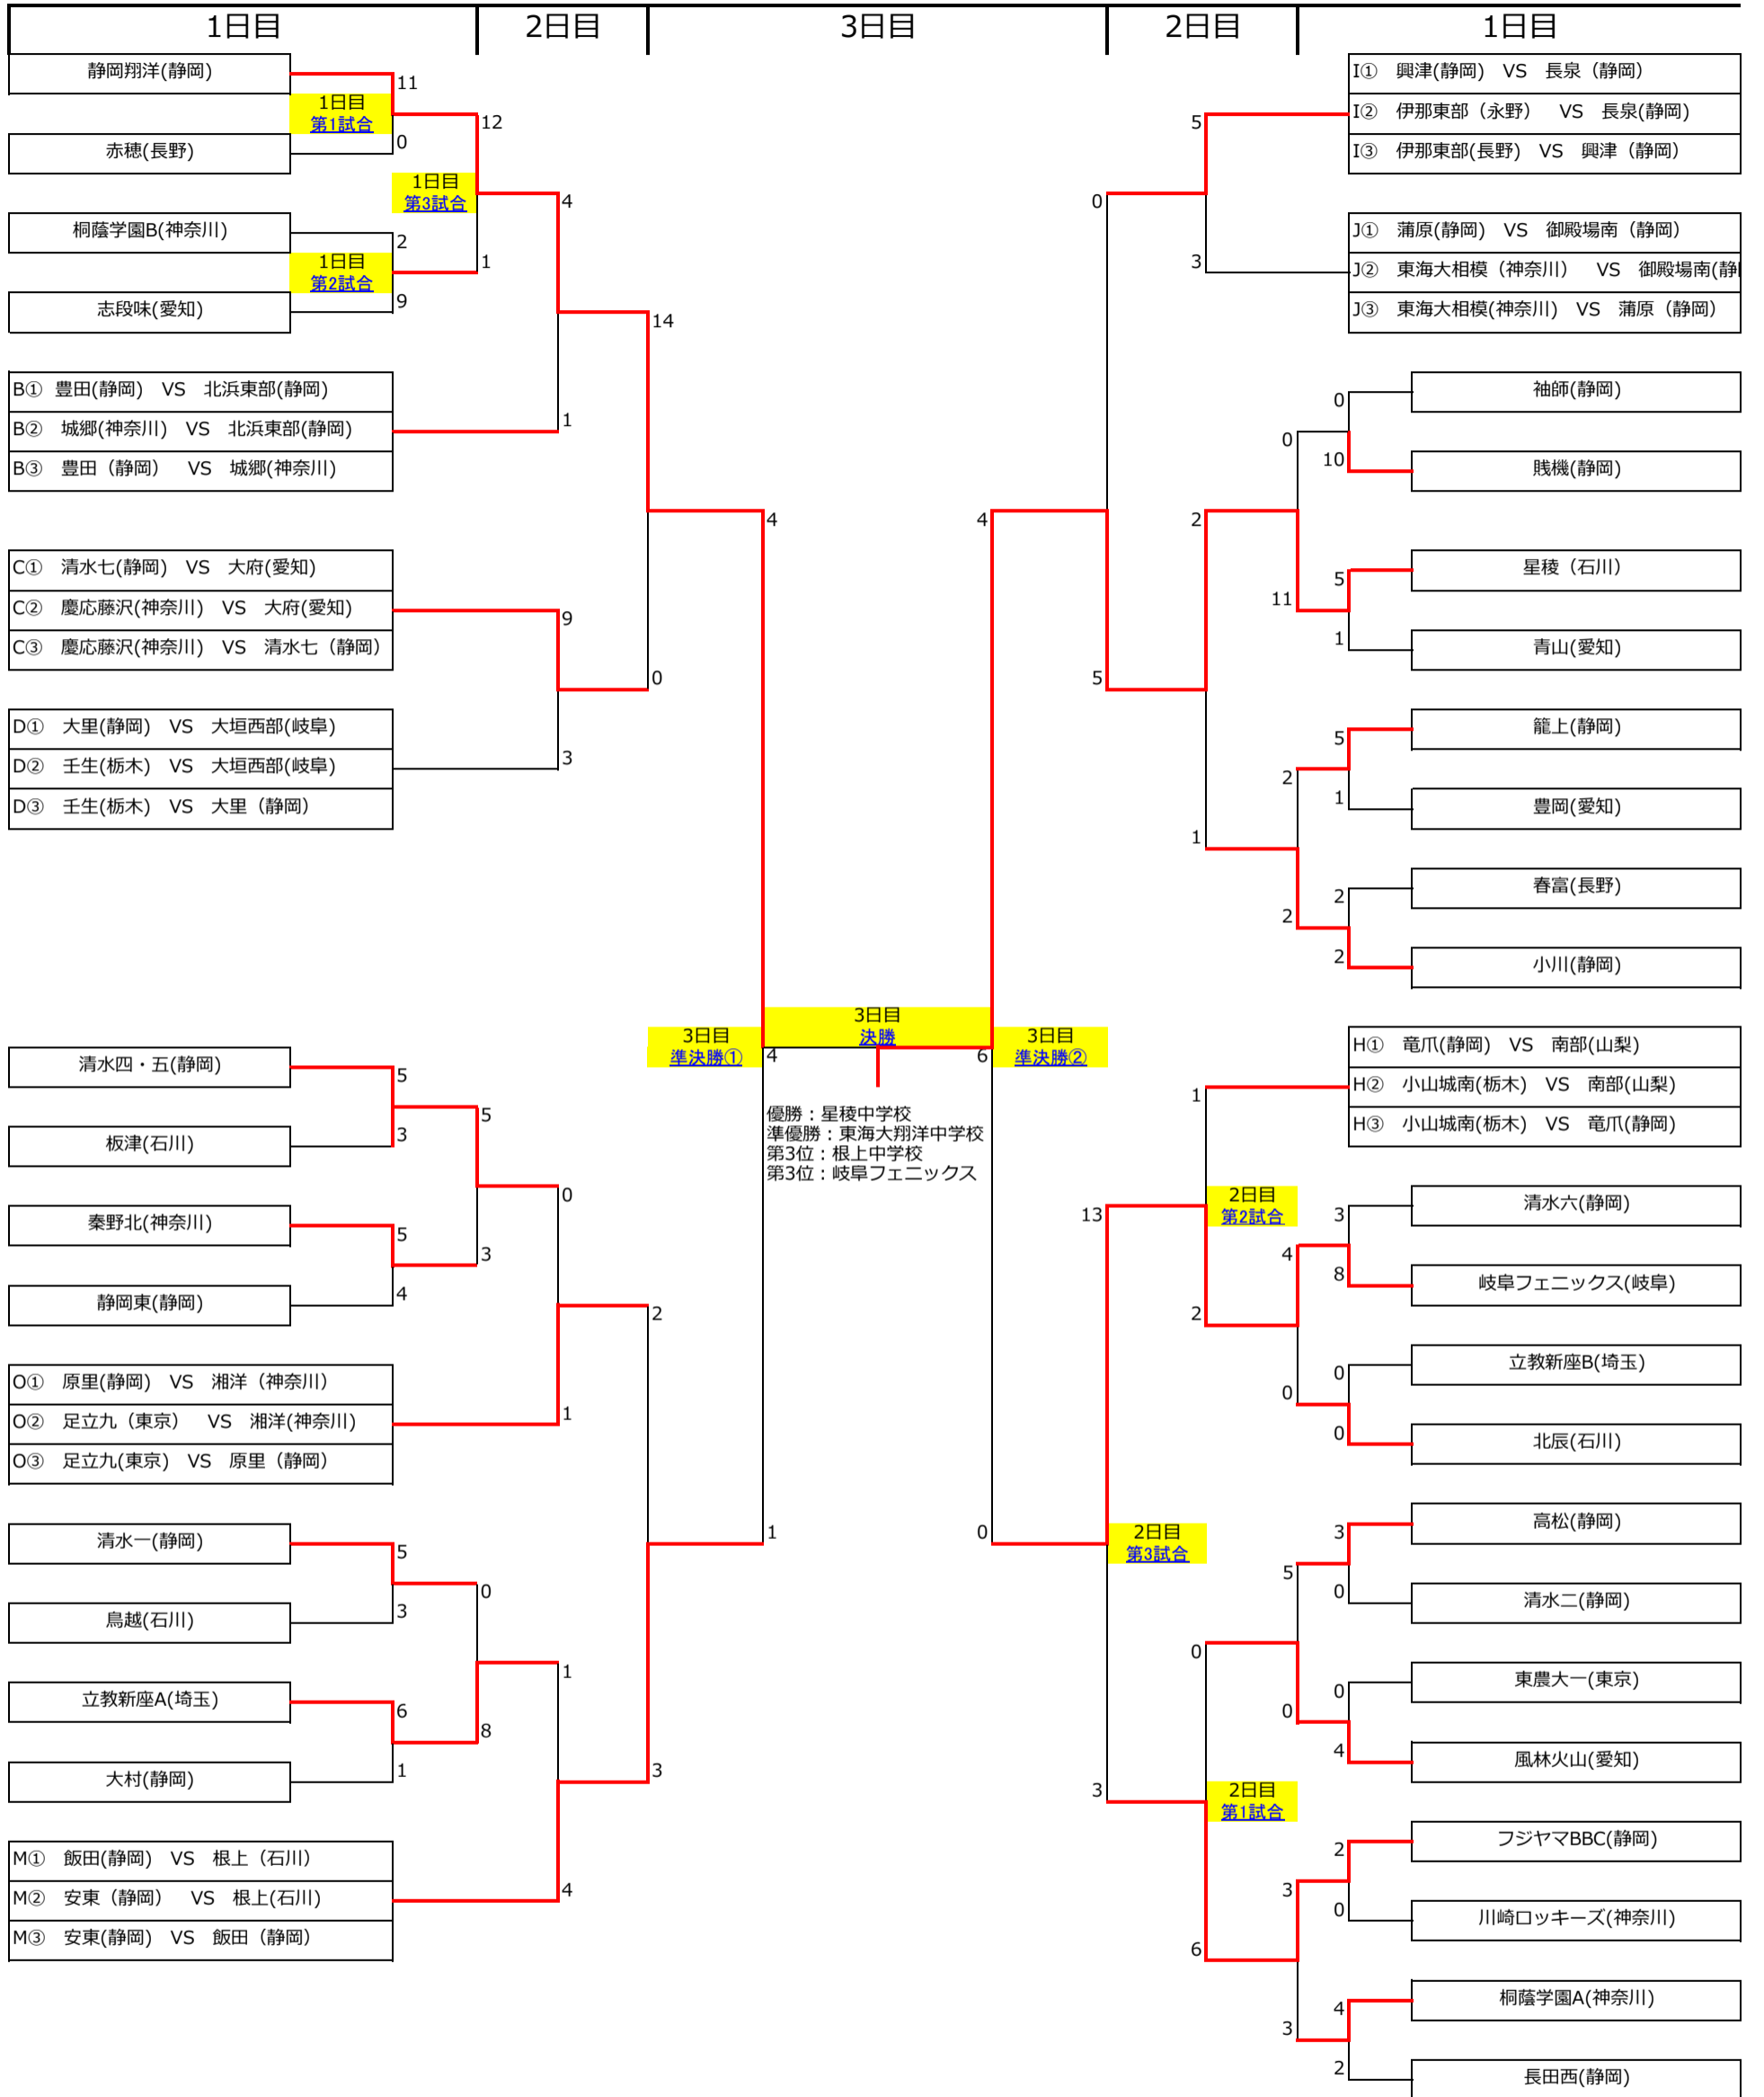 1日目 2日目 3日目 2日目 1日目
静岡翔洋(静岡)
11
1日目
第1試合
12
0
赤穂(長野)
1日目
第3試合
4
桐蔭学園B(神奈川)
2
1日目
第2試合
1
9
志段味(愛知)
14
B① 豊田(静岡) VS 北浜東部(静岡)
B② 城郷(神奈川) VS 北浜東部(静岡)
B③ 豊田（静岡） VS 城郷(神奈川)
1
4
C① 清水七(静岡) VS 大府(愛知)
C② 慶応藤沢(神奈川) VS 大府(愛知)
C③ 慶応藤沢(神奈川) VS 清水七（静岡）
9
0
D① 大里(静岡) VS 大垣西部(岐阜)
D② 壬生(栃木) VS 大垣西部(岐阜)
D③ 壬生(栃木) VS 大里（静岡）
3
3日目
準決勝①
4
清水四・五(静岡)
5
5
3
板津(石川)
0
秦野北(神奈川)
5
3
4
静岡東(静岡)
2
O① 原里(静岡) VS 湘洋（神奈川）
O② 足立九（東京） VS 湘洋(神奈川)
O③ 足立九(東京) VS 原里（静岡）
1
清水一(静岡)
5
1
0
3
鳥越(石川)
1
立教新座A(埼玉)
6
8
1
大村(静岡)
3
M① 飯田(静岡) VS 根上（石川）
M② 安東（静岡） VS 根上(石川)
M③ 安東(静岡) VS 飯田（静岡）
4
3日目
決勝
優勝：星稜中学校
準優勝：東海大翔洋中学校
第3位：根上中学校
第3位：岐阜フェニックス
I① 興津(静岡) VS 長泉（静岡）
I② 伊那東部（永野） VS 長泉(静岡)
I③ 伊那東部(長野) VS 興津（静岡）
5
0
J① 蒲原(静岡) VS 御殿場南（静岡）
J② 東海大相模（神奈川） VS 御殿場南(静
J③ 東海大相模(神奈川) VS 蒲原（静岡）
3
袖師(静岡)
0
0
10
賎機(静岡)
4
2
星稜（石川）
5
11
1
青山(愛知)
5
籠上(静岡)
5
2
1
豊岡(愛知)
1
春富(長野)
2
2
2
小川(静岡)
6
3日目
準決勝②
H① 竜爪(静岡) VS 南部(山梨)
H② 小山城南(栃木) VS 南部(山梨)
H③ 小山城南(栃木) VS 竜爪(静岡)
1
2日目
第2試合
清水六(静岡)
13
3
4
8
岐阜フェニックス(岐阜)
2
立教新座B(埼玉)
0
0
0
北辰(石川)
高松(静岡)
0
2日目
第3試合
3
5
0
清水二(静岡)
0
東農大一(東京)
0
0
4
風林火山(愛知)
3
2日目
第1試合
フジヤマBBC(静岡)
2
3
0
川崎ロッキーズ(神奈川)
6
桐蔭学園A(神奈川)
4
3
2
長田西(静岡)